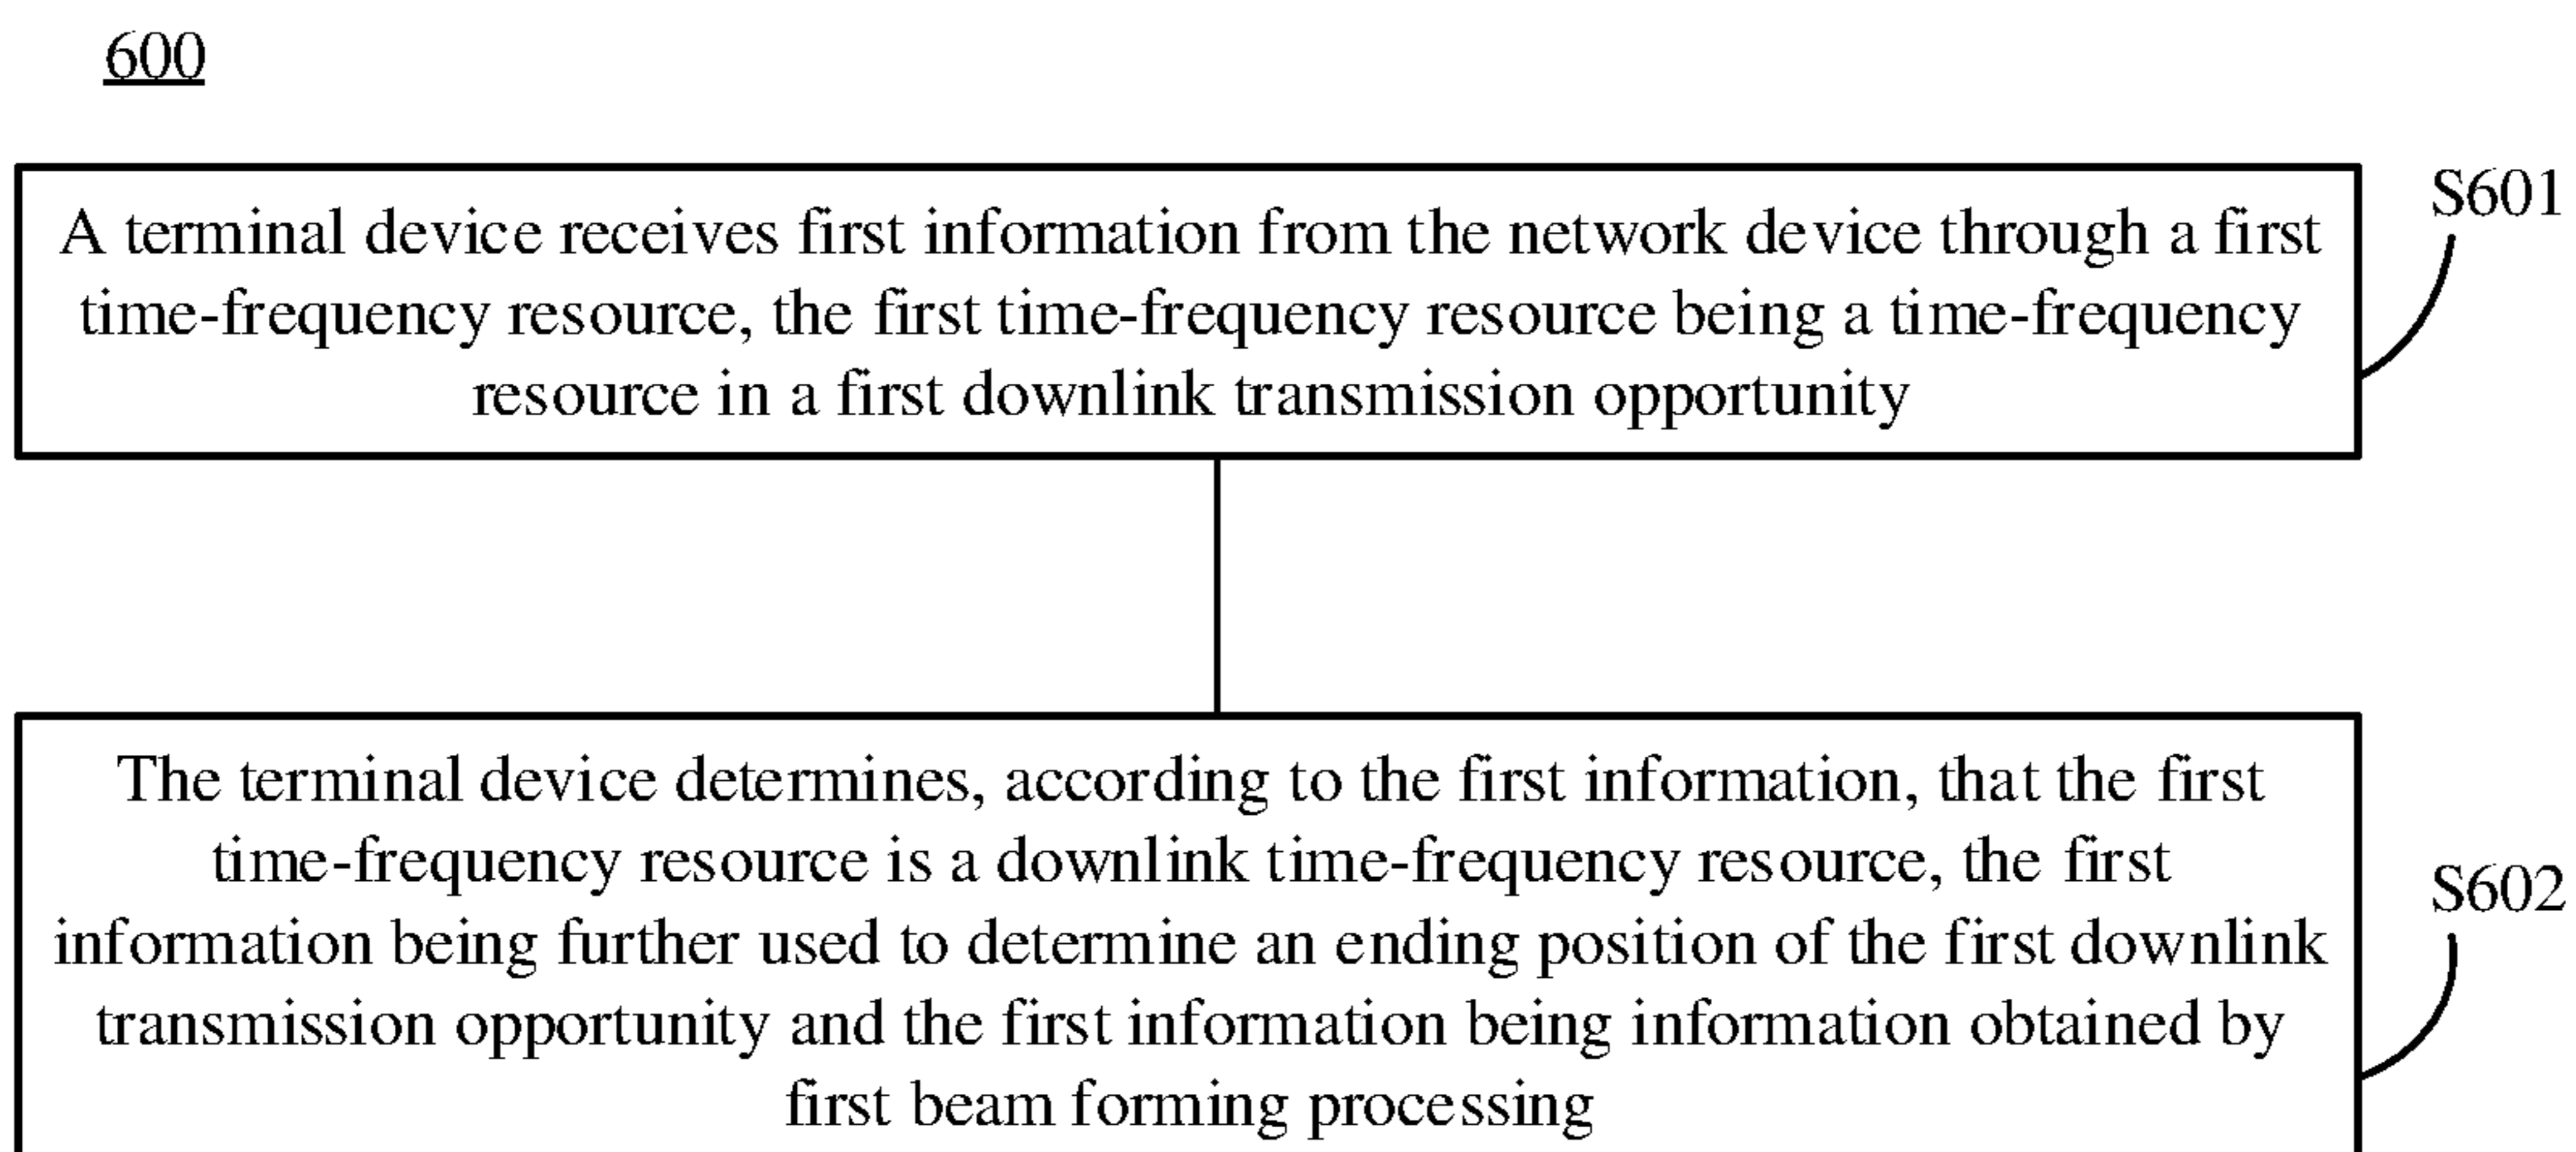 600
A terminal device receives first information from the network device through a first
time-frequency resource, the first time-frequency resource being a time-frequency
resource in a first downlink transmission opportunity
S601
The terminal device determines, according to the first information, that the first
time-frequency resource is a downlink time-frequency resource, the first
information being further used to determine an ending position of the first downlink
transmission opportunity and the first information being information obtained by
first beam forming processing
S602